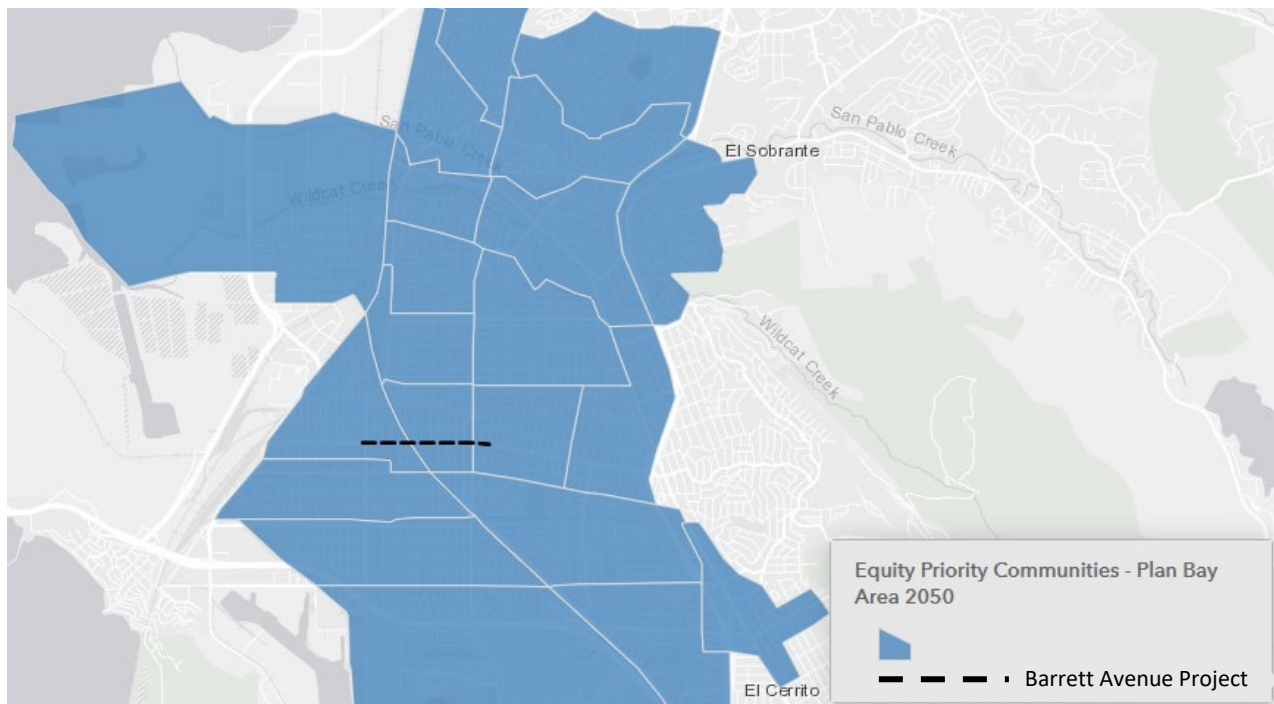 San Pablo Creek
El Sobrante
San Pablo Creek
Wildcat Creek
Wildcat Creek
Equity Priority Communities - Plan Bay
Area 2050
Barrett Avenue Project
El Cerrito